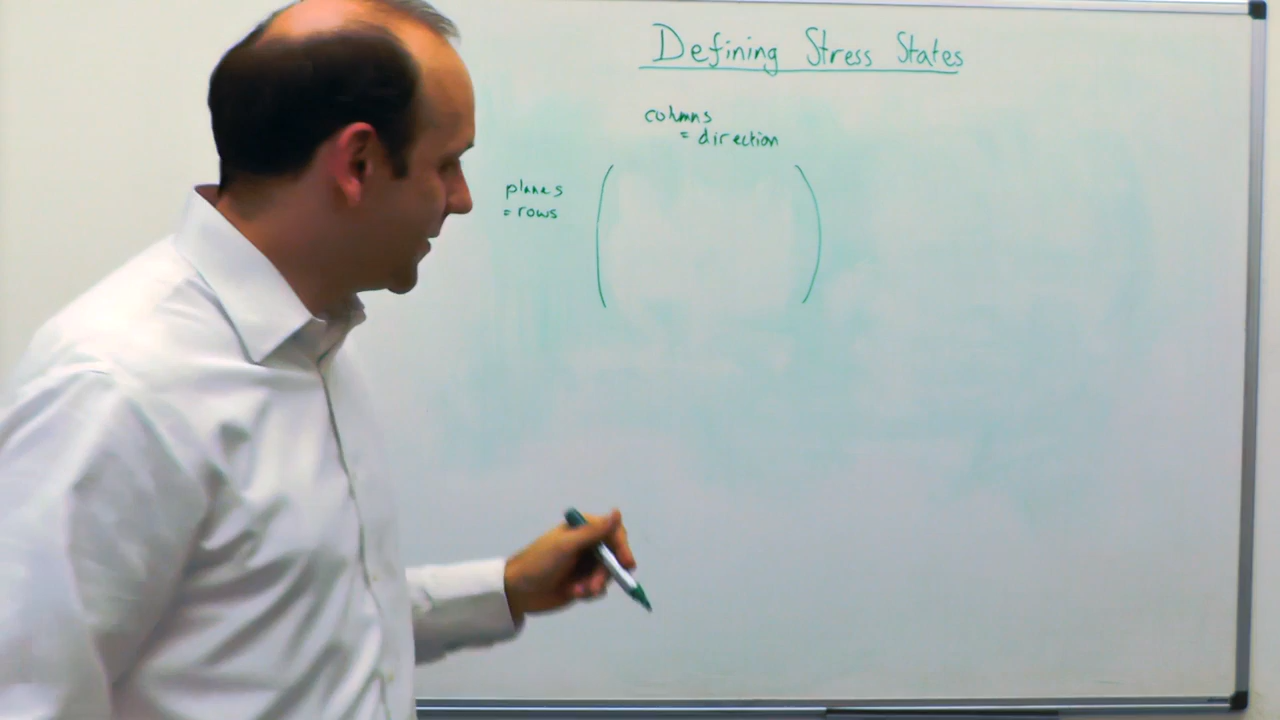 Defining Stress States
columns
= direction
planes
= rows